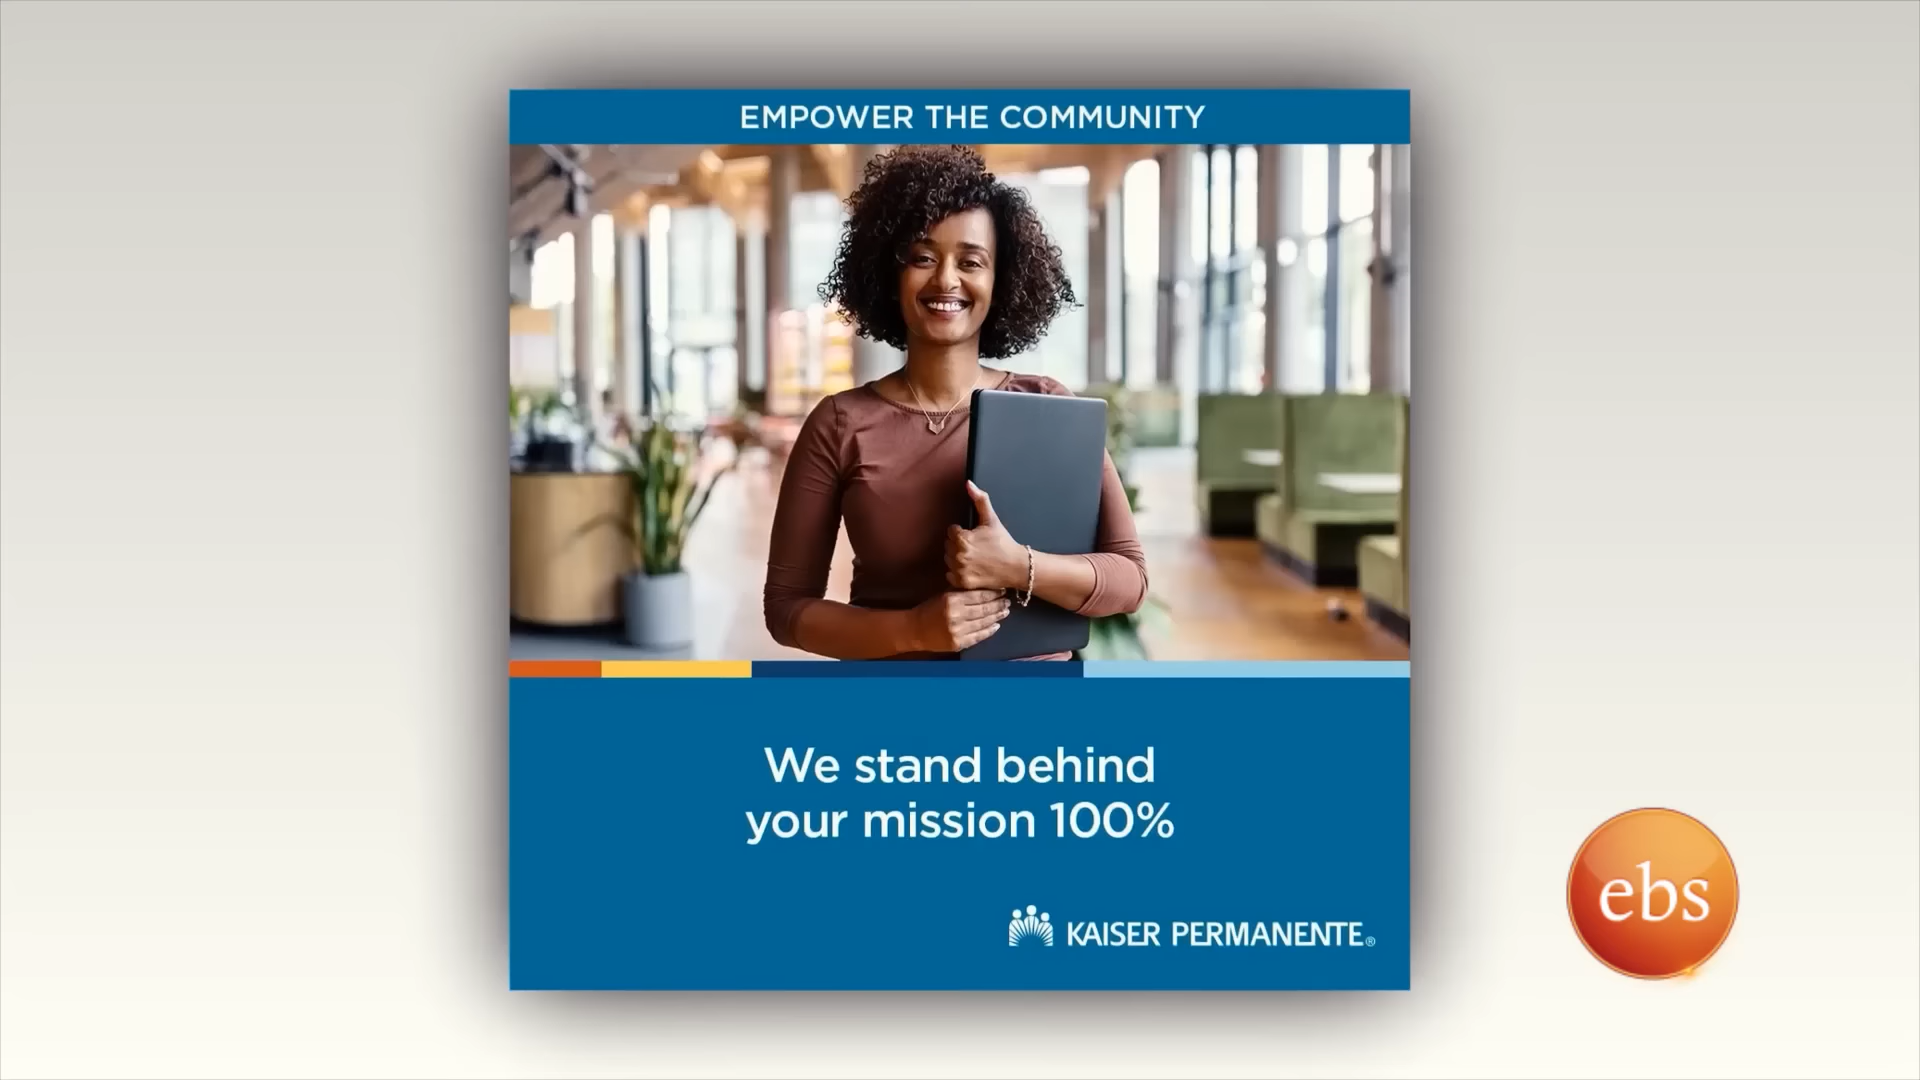 EMPOWER THE COMMUNITY
We stand behind
your mission 100%
KAISER PERMANENTE®
ebs